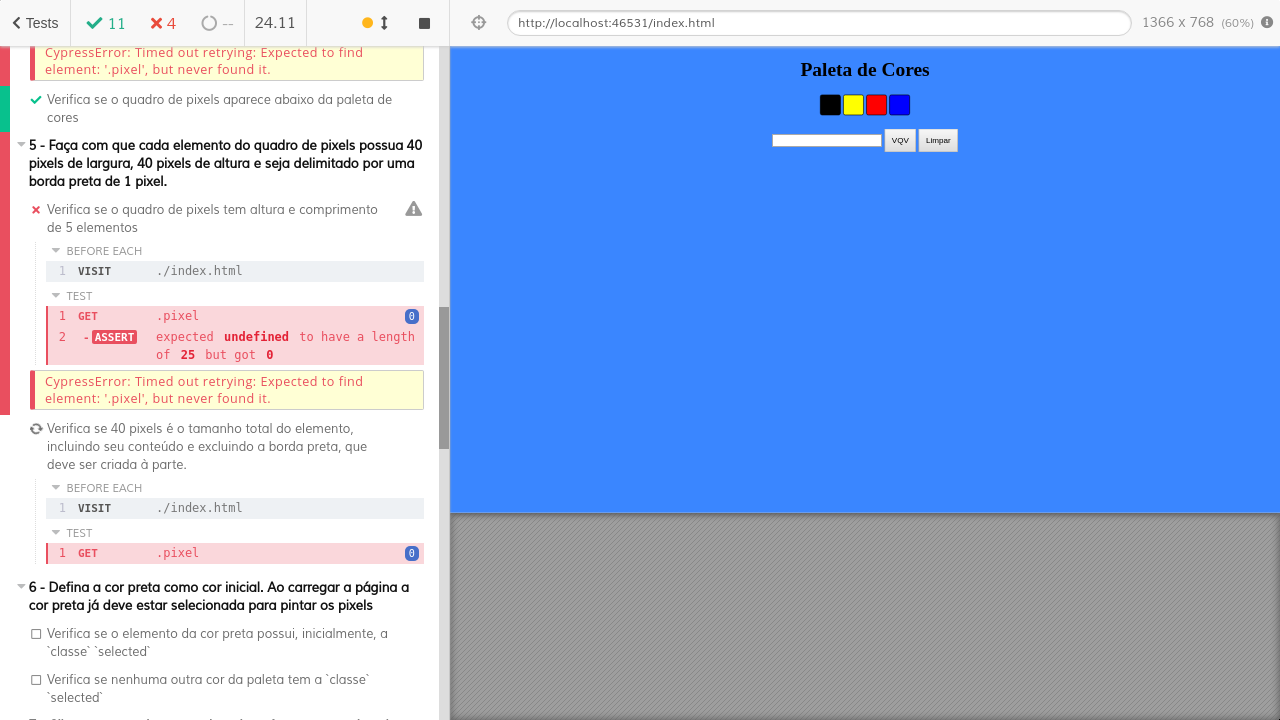 Tests
11
4
--
24.11
http://localhost:46531/index.html
1366 x 768 (60%)
CypressError: Timed out retrying: Expected to find
element: '.pixel', but never found it.
Verifica se o quadro de pixels aparece abaixo da paleta de
cores
5 - Faça com que cada elemento do quadro de pixels possua 40
pixels de largura, 40 pixels de altura e seja delimitado por uma
borda preta de 1 pixel.
Verifica se o quadro de pixels tem altura e comprimento
de 5 elementos
BEFORE EACH
1 VISIT ./index.html
TEST
1 GET .pixel 0
2 -ASSERT expected undefined to have a length
of 25 but got 0
CypressError: Timed out retrying: Expected to find
element: '.pixel', but never found it.
Verifica se 40 pixels é o tamanho total do elemento,
incluindo seu conteúdo e excluindo a borda preta, que
deve ser criada à parte.
BEFORE EACH
1 VISIT ./index.html
TEST
1 GET .pixel 0
6 - Defina a cor preta como cor inicial. Ao carregar a página a
cor preta já deve estar selecionada para pintar os pixels
Verifica se o elemento da cor preta possui, inicialmente, a
`classe` `selected`
Verifica se nenhuma outra cor da paleta tem a `classe`
`selected`
Paleta de Cores
VQV
Limpar